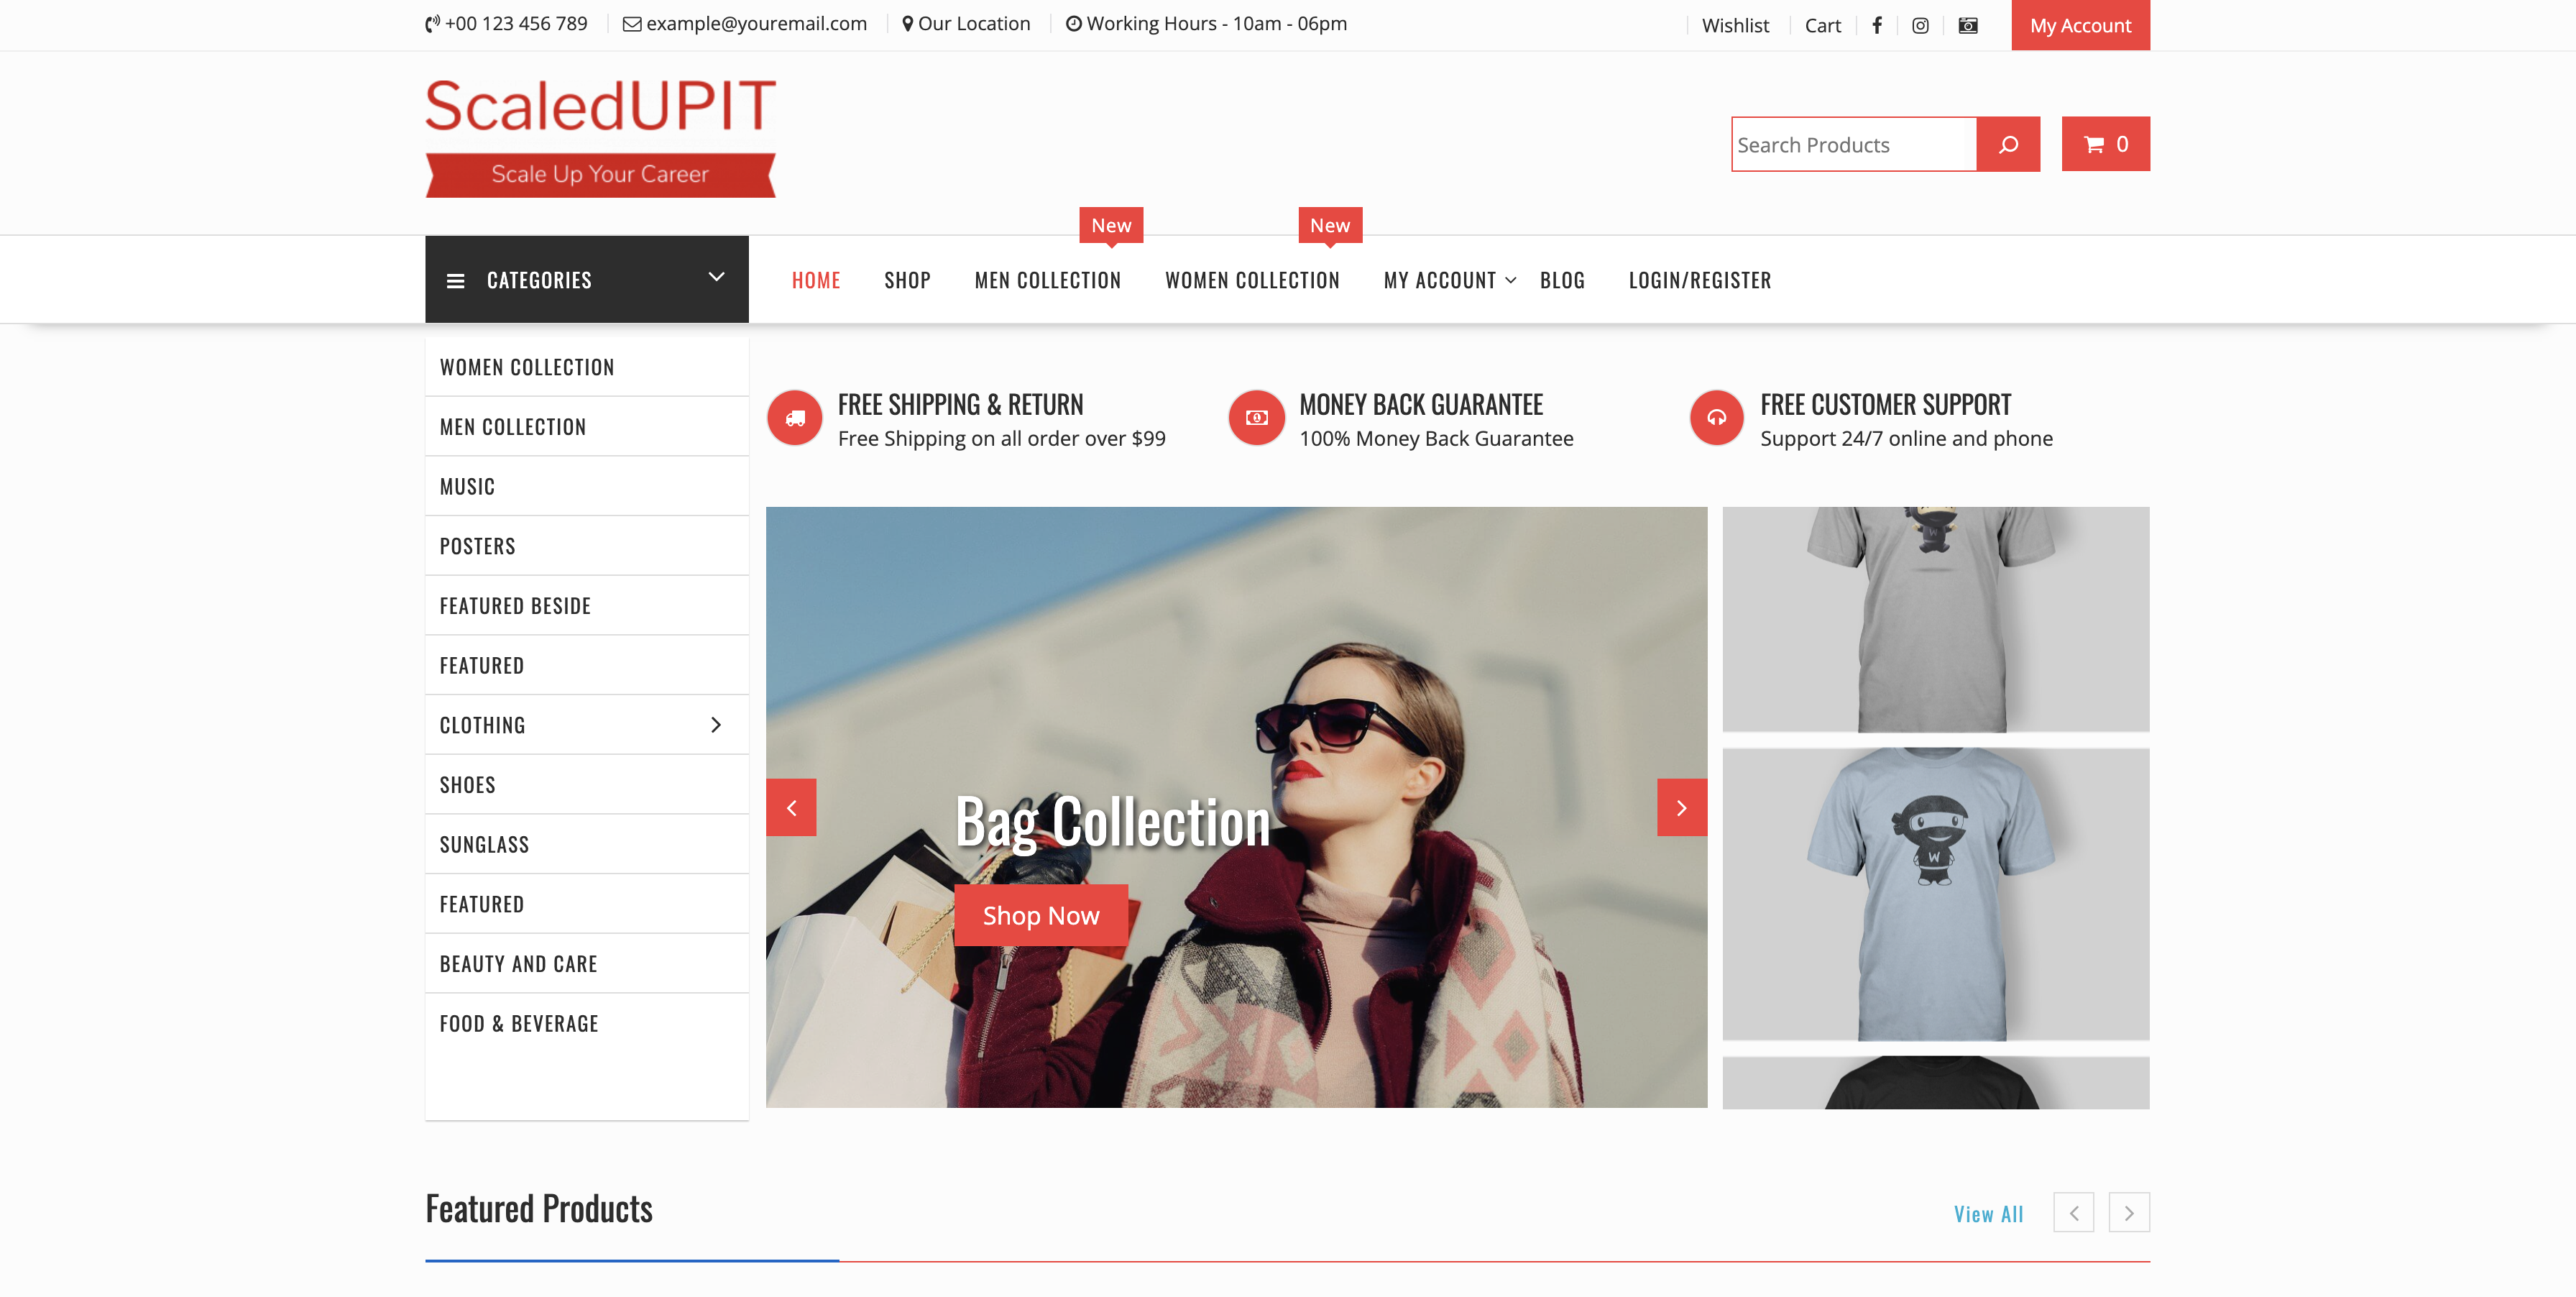 +00 123 456 789
example@youremail.com
Our Location
Working Hours - 10am - 06pm
Wishlist
Cart
My Account
ScaledUPIT
Scale Up Your Career
Search Products
0
New
New
CATEGORIES
HOME
SHOP
MEN COLLECTION
WOMEN COLLECTION
MY ACCOUNT
BLOG
LOGIN/REGISTER
WOMEN COLLECTION
MEN COLLECTION
MUSIC
POSTERS
FEATURED BESIDE
FEATURED
CLOTHING
SHOES
SUNGLASS
FEATURED
BEAUTY AND CARE
FOOD & BEVERAGE
FREE SHIPPING & RETURN
Free Shipping on all order over $99
MONEY BACK GUARANTEE
100% Money Back Guarantee
FREE CUSTOMER SUPPORT
Support 24/7 online and phone
Bag Collection
Shop Now
W
W
Featured Products
View All